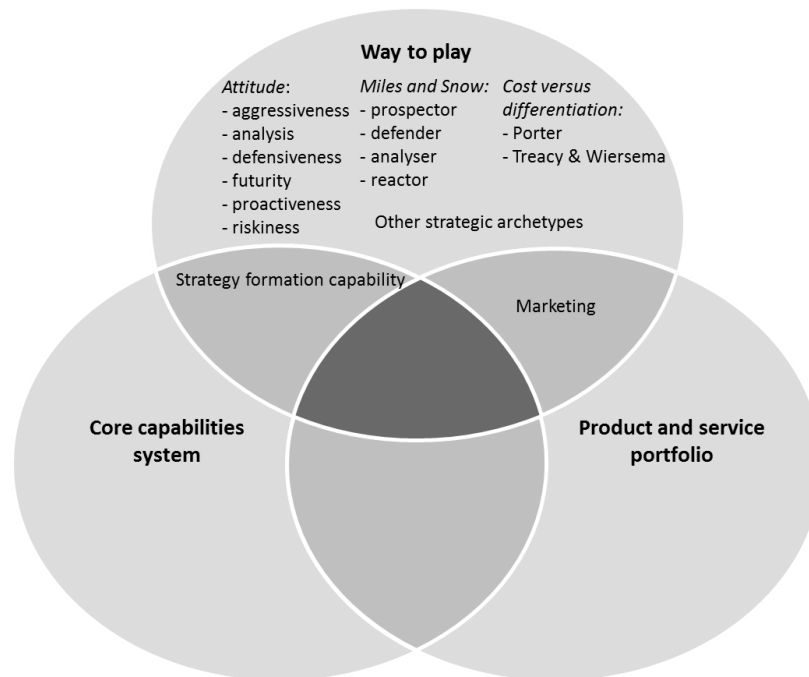 Way to play
Attitude:
- aggressiveness
- analysis
- defensiveness
- futurity
- proactiveness
- riskiness
Miles and Snow:
- prospector
- defender
- analyser
- reactor
Cost versus
differentiation:
- Porter
- Treacy & Wiersema
Other strategic archetypes
Strategy formation capability
Marketing
Core capabilities
system
Product and service
portfolio